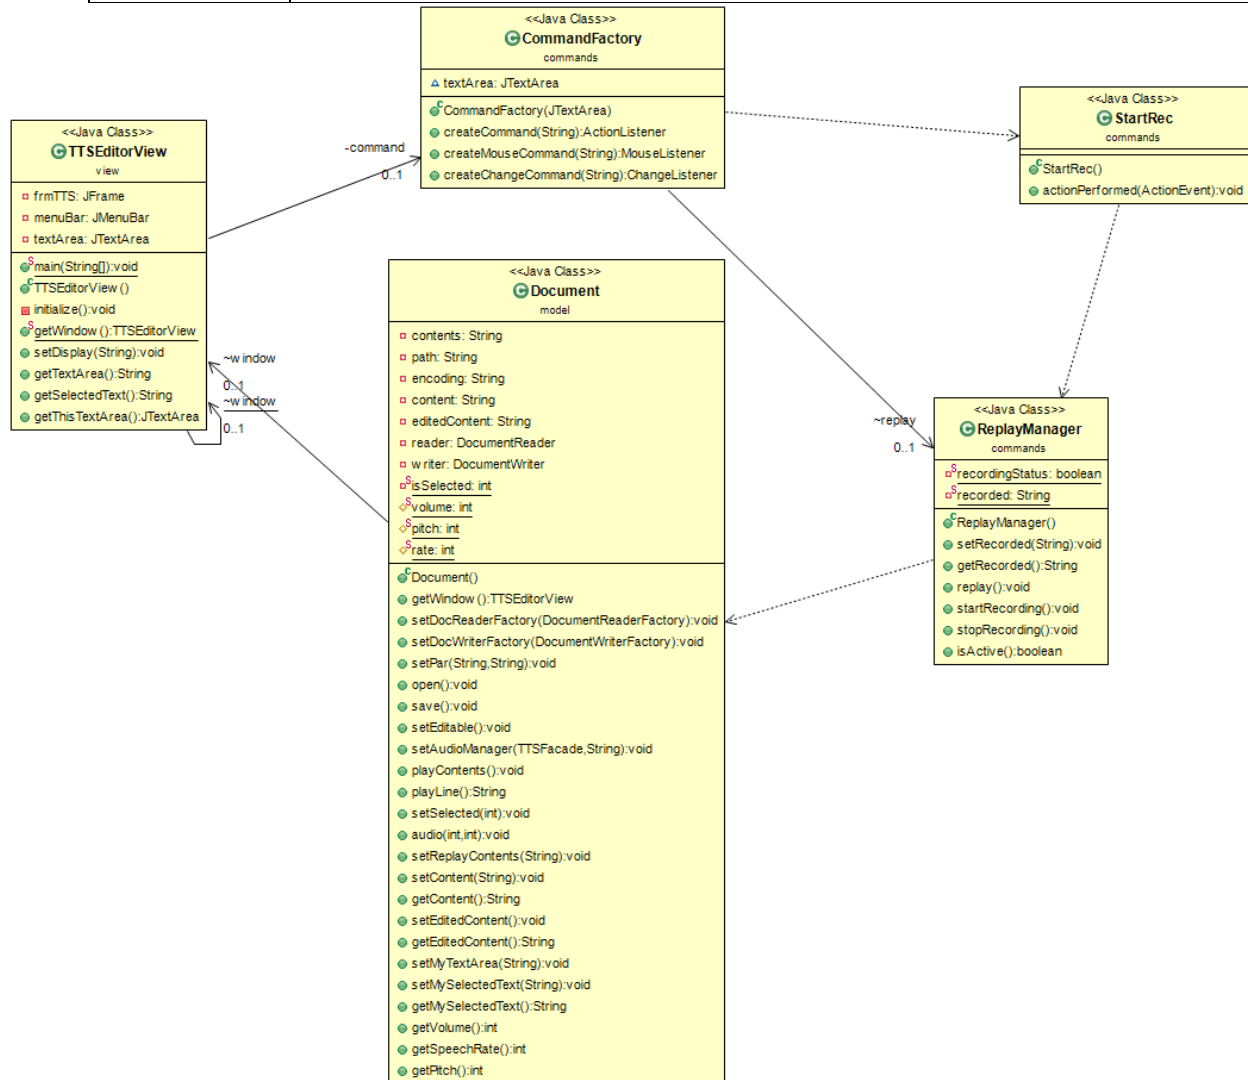 <<Java Class>>
CommandFactory
commands
textArea: JTextArea
CommandFactory(JTextArea)
createCommand(String):ActionListener
createMouseCommand(String):MouseListener
createChangeCommand(String):ChangeListener
<<Java Class>>
StartRec
commands
StartRec()
actionPerformed(ActionEvent):void
<<Java Class>>
TTSEditorView
view
frmTTS: JFrame
menuBar: JMenuBar
textArea: JTextArea
main(String[]):void
TTSEditorView()
initialize():void
getWindow():TTSEditorView
setDisplay(String):void
getTextArea():String
getSelectedText():String
getThisTextArea():JTextArea
-command
0..1
~window
0..1
~window
0..1
<<Java Class>>
Document
model
contents: String
path: String
encoding: String
content: String
editedContent: String
reader: DocumentReader
writer: DocumentWriter
isSelected: int
volume: int
pitch: int
rate: int
Document()
getWindow():TTSEditorView
setDocReaderFactory(DocumentReaderFactory):void
setDocWriterFactory(DocumentWriterFactory):void
setPar(String,String):void
open():void
save():void
setEditable():void
setAudioManager(TTSFacade,String):void
playContents():void
playLine():String
setSelected(int):void
audio(int,int):void
setReplayContents(String):void
setContent(String):void
getContent():String
setEditedContent():void
getEditedContent():String
setMyTextArea(String):void
setMySelectedText(String):void
getMySelectedText():String
getVolume():int
getSpeechRate():int
getPitch():int
~replay
0..1
<<Java Class>>
ReplayManager
commands
recordingStatus: boolean
recorded: String
ReplayManager()
setRecorded(String):void
getRecorded():String
replay():void
startRecording():void
stopRecording():void
isActive():boolean